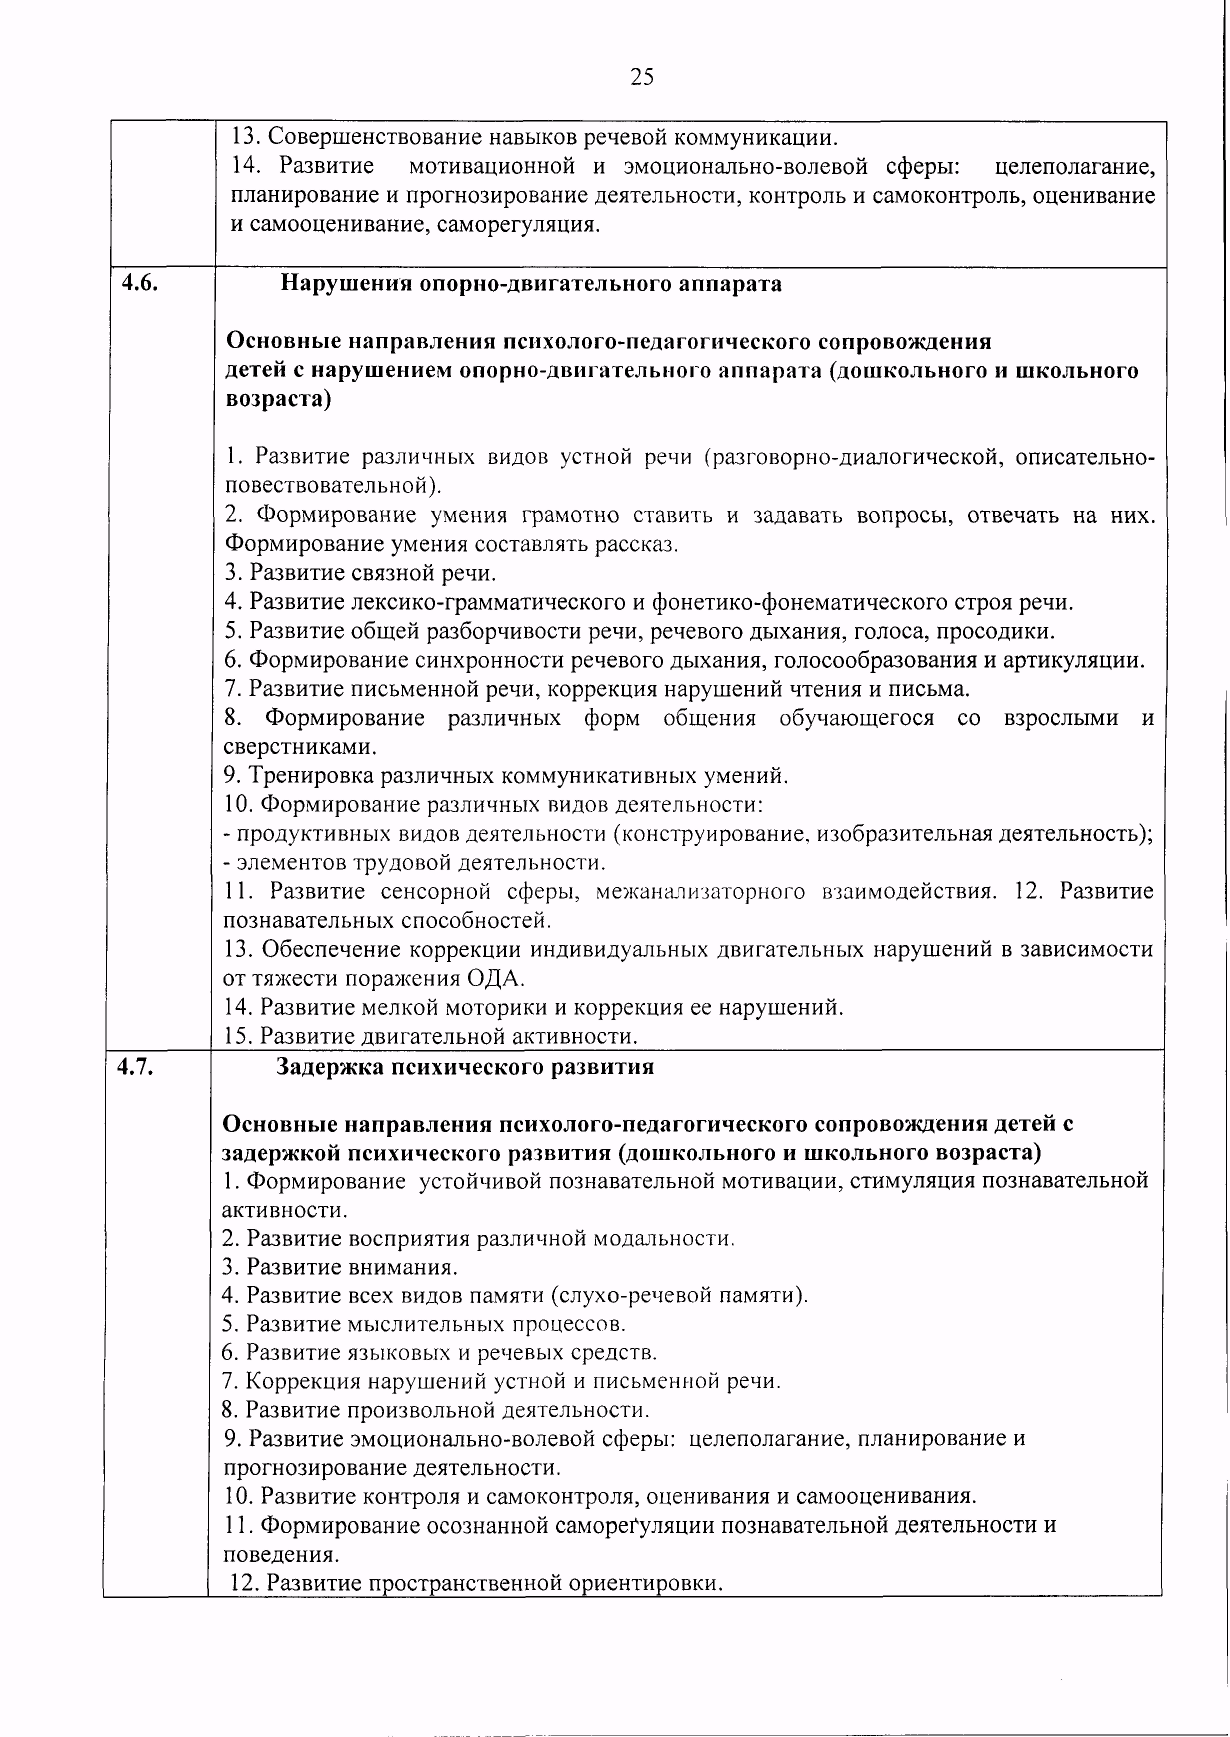 25
13. Совершенствование навыков речевой коммуникации.
14. Развитие мотивационной и эмоционально-волевой сферы: целеполагание,
планирование и прогнозирование деятельности, контроль и самоконтроль, оценивание
и самооценивание, саморегуляция.
4.6. Нарушения опорно-двигательного аппарата
Основные направления психолого-педагогического сопровождения
детей с нарушением опорно-двигательного аппарата (дошкольного и школьного
возраста)
1. Развитие различных видов устной речи (разговорно-диалогической, описательно-
повествовательной).
2. Формирование умения грамотно ставить и задавать вопросы, отвечать на них.
Формирование умения составлять рассказ.
3. Развитие связной речи.
4. Развитие лексико-грамматического и фонетико-фонематического строя речи.
5. Развитие общей разборчивости речи, речевого дыхания, голоса, просодики.
6. Формирование синхронности речевого дыхания, голосообразования и артикуляции.
7. Развитие письменной речи, коррекция нарушений чтения и письма.
8. Формирование различных форм общения обучающегося со взрослыми и
сверстниками.
9. Тренировка различных коммуникативных умений.
10. Формирование различных видов деятельности:
- продуктивных видов деятельности (конструирование, изобразительная деятельность);
- элементов трудовой деятельности.
11. Развитие сенсорной сферы, межанализаторного взаимодействия. 12. Развитие
познавательных способностей.
13. Обеспечение коррекции индивидуальных двигательных нарушений в зависимости
от тяжести поражения ОДА.
14. Развитие мелкой моторики и коррекция ее нарушений.
15. Развитие двигательной активности.
4.7. Задержка психического развития
Основные направления психолого-педагогического сопровождения детей с
задержкой психического развития (дошкольного и школьного возраста)
1. Формирование устойчивой познавательной мотивации, стимуляция познавательной
активности.
2. Развитие восприятия различной модальности.
3. Развитие внимания.
4. Развитие всех видов памяти (слухо-речевой памяти).
5. Развитие мыслительных процессов.
6. Развитие языковых и речевых средств.
7. Коррекция нарушений устной и письменной речи.
8. Развитие произвольной деятельности.
9. Развитие эмоционально-волевой сферы: целеполагание, планирование и
прогнозирование деятельности.
10. Развитие контроля и самоконтроля, оценивания и самооценивания.
11. Формирование осознанной саморегуляции познавательной деятельности и
поведения.
12. Развитие пространственной ориентировки.